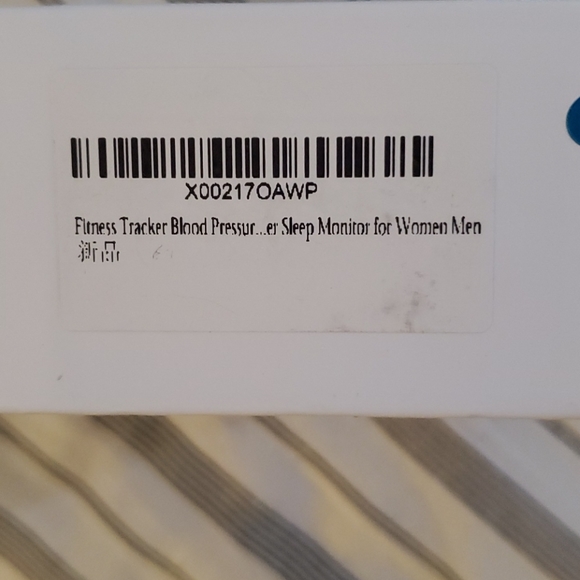 X00217OAWP
Fitness Tracker Blood Pressur...er Sleep Monitor for Women Men
新品